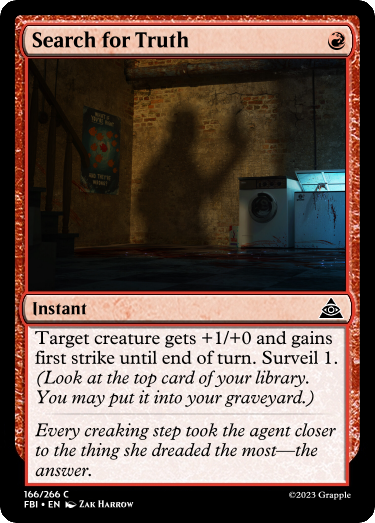 Search for Truth
Instant
Target creature gets +1/+0 and gains
first strike until end of turn. Surveil 1.
(Look at the top card of your library.
You may put it into your graveyard.)
Every creaking step took the agent closer
to the thing she dreaded the most—the
answer.
166/266 C
FBI • EN Zak Harrow
©2023 Grapple